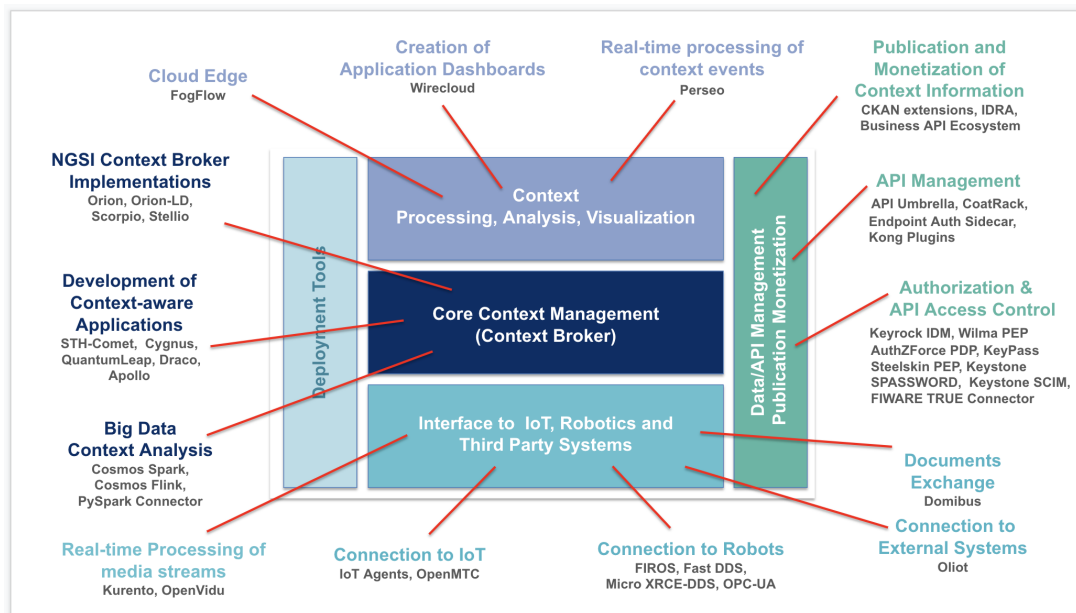 Cloud Edge
FogFlow
Creation of
Application Dashboards
Wirecloud
Real-time processing of
context events
Perseo
Publication and
Monetization of
Context Information
CKAN extensions, IDRA,
Business API Ecosystem
NGSI Context Broker
Implementations
Orion, Orion-LD,
Scorpio, Stellio
Development of
Context-aware
Applications
STH-Comet, Cygnus,
QuantumLeap, Draco,
Apollo
Big Data
Context Analysis
Cosmos Spark,
Cosmos Flink,
PySpark Connector
Deployment Tools
Context
Processing, Analysis, Visualization
Core Context Management
(Context Broker)
Interface to IoT, Robotics and
Third Party Systems
Data/API Management
Publication Monetization
API Management
API Umbrella, CoatRack,
Endpoint Auth Sidecar,
Kong Plugins
Authorization &
API Access Control
Keyrock IDM, Wilma PEP
AuthZForce PDP, KeyPass
Steelskin PEP, Keystone
SPASSWORD, Keystone SCIM,
FIWARE TRUE Connector
Documents
Exchange
Domibus
Connection to
External Systems
Oliot
Real-time Processing of
media streams
Kurento, OpenVidu
Connection to IoT
IoT Agents, OpenMTC
Connection to Robots
FIROS, Fast DDS,
Micro XRCE-DDS, OPC-UA